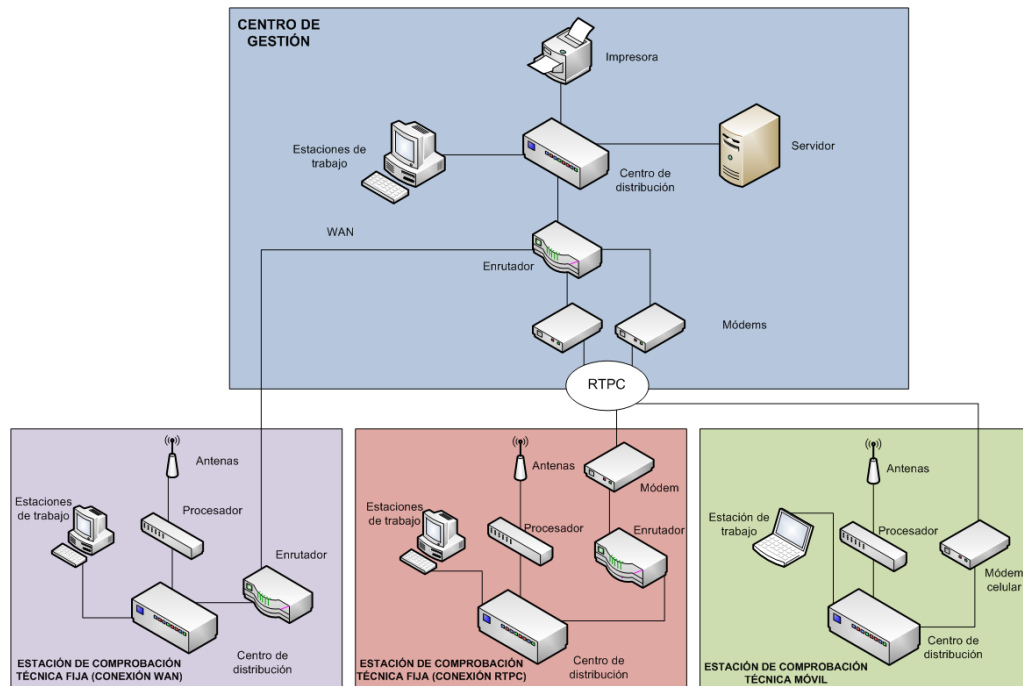 CENTRO DE
GESTIÓN
Impresora
Estaciones de
trabajo
Servidor
Centro de
distribución
WAN
Enrutador
Módems
RTPC
Antenas
Estaciones
de trabajo
Procesador
Enrutador
Centro de
distribución
ESTACIÓN DE COMPROBACIÓN
TÉCNICA FIJA (CONEXIÓN WAN)
Antenas
Módem
Estaciones
de trabajo
Procesador
Enrutador
Centro de
distribución
ESTACIÓN DE COMPROBACIÓN
TÉCNICA FIJA (CONEXIÓN RTPC)
Antenas
Estación de
trabajo
Procesador
Módem
celular
Centro de
distribución
ESTACIÓN DE COMPROBACIÓN
TÉCNICA MÓVIL